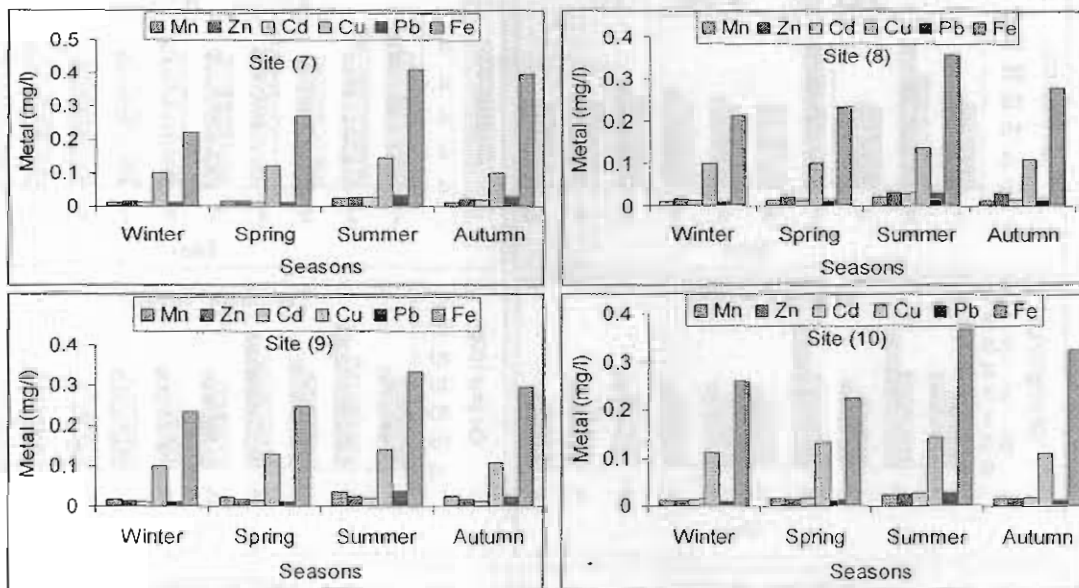 Mn Zn Cd Cu Pb Fe
Site (7)
Metal (mg/l)
0.5
0.4
0.3
0.2
0.1
0
Winter Spring Summer Autumn
Seasons
Mn Zn Cd Cu Pb Fe
Site (8)
Metal (mg/l)
0.4
0.3
0.2
0.1
0
Winter Spring Summer Autumn
Seasons
Mn Zn Cd Cu Pb Fe
Site (9)
Metal (mg/l)
0.4
0.3
0.2
0.1
0
Winter Spring Summer Autumn
Seasons
Mn Zn Cd Cu Pb Fe
Site (10)
Metal (mg/l)
0.4
0.3
0.2
0.1
0
Winter Spring Summer Autumn
Seasons